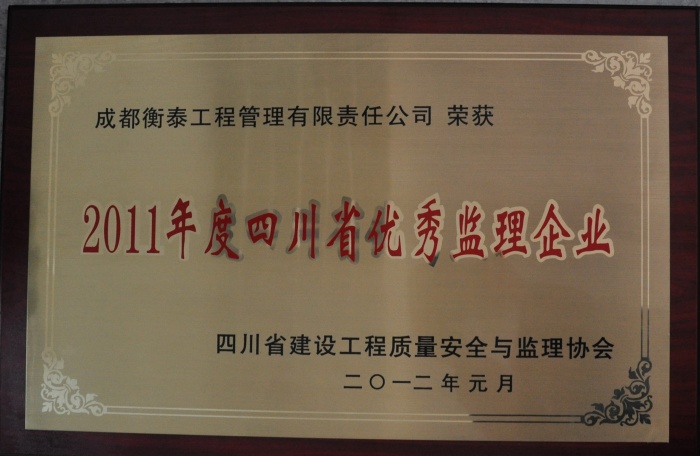 成都衡泰工程管理有限责任公司 荣获
2011年度四川省优秀监理企业
四川省建设工程质量安全与监理协会
二〇一二年元月